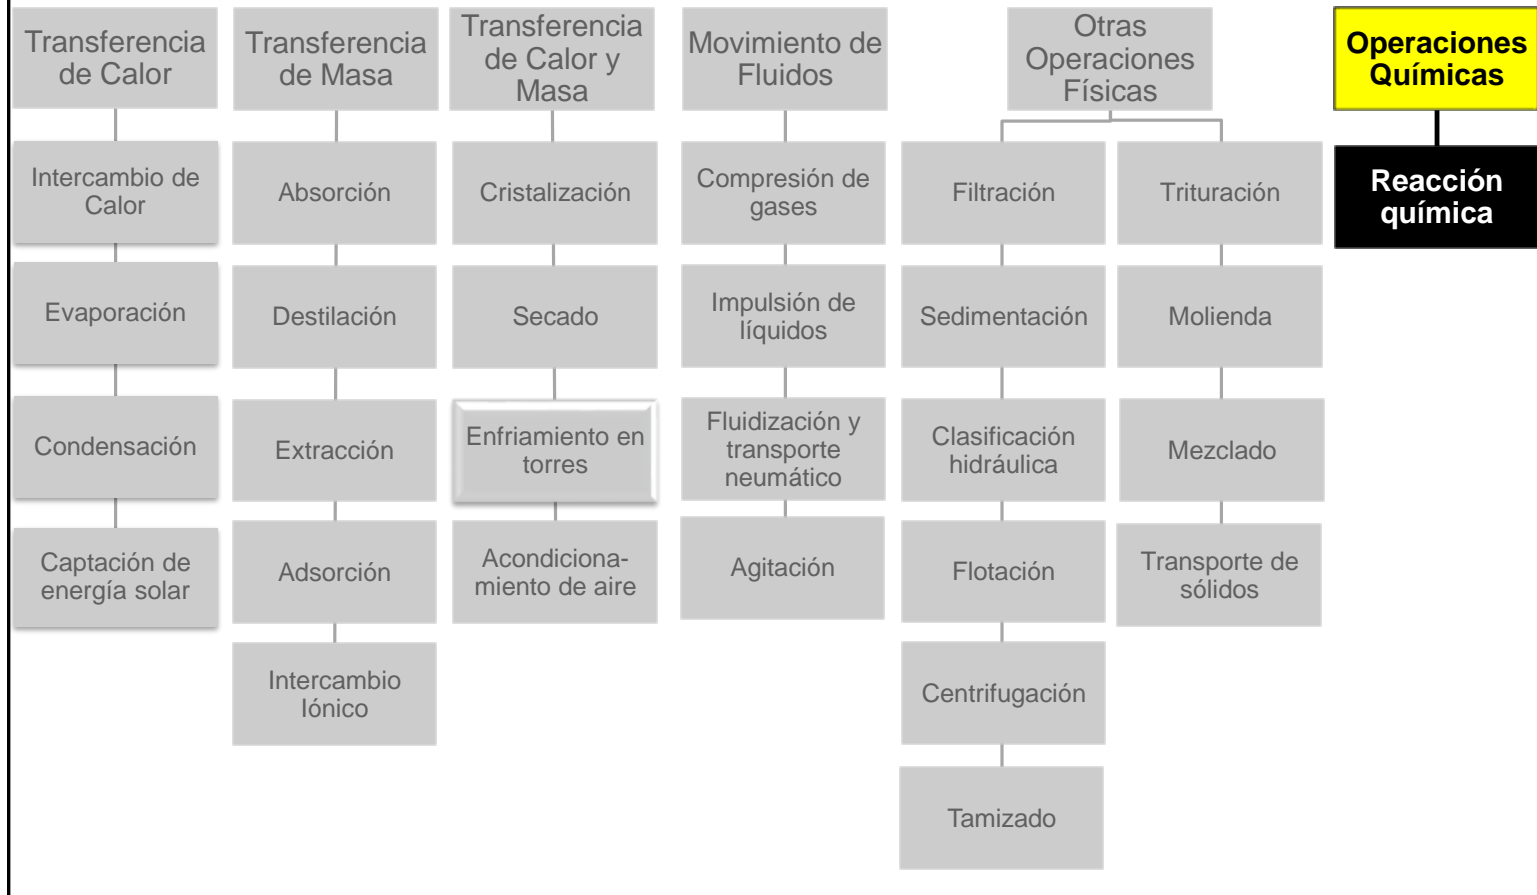 Transferencia
de Calor
Intercambio de
Calor
Evaporación
Condensación
Captación de
energía solar
Transferencia
de Masa
Absorción
Destilación
Extracción
Adsorción
Intercambio
Iónico
Transferencia
de Calor y
Masa
Cristalización
Secado
Enfriamiento en
torres
Acondiciona-
miento de aire
Movimiento de
Fluidos
Compresión de
gases
Impulsión de
líquidos
Fluidización y
transporte
neumático
Agitación
Otras
Operaciones
Físicas
Filtración
Sedimentación
Clasificación
hidráulica
Flotación
Centrifugación
Tamizado
Trituración
Molienda
Mezclado
Transporte de
sólidos
Operaciones
Químicas
Reacción
química